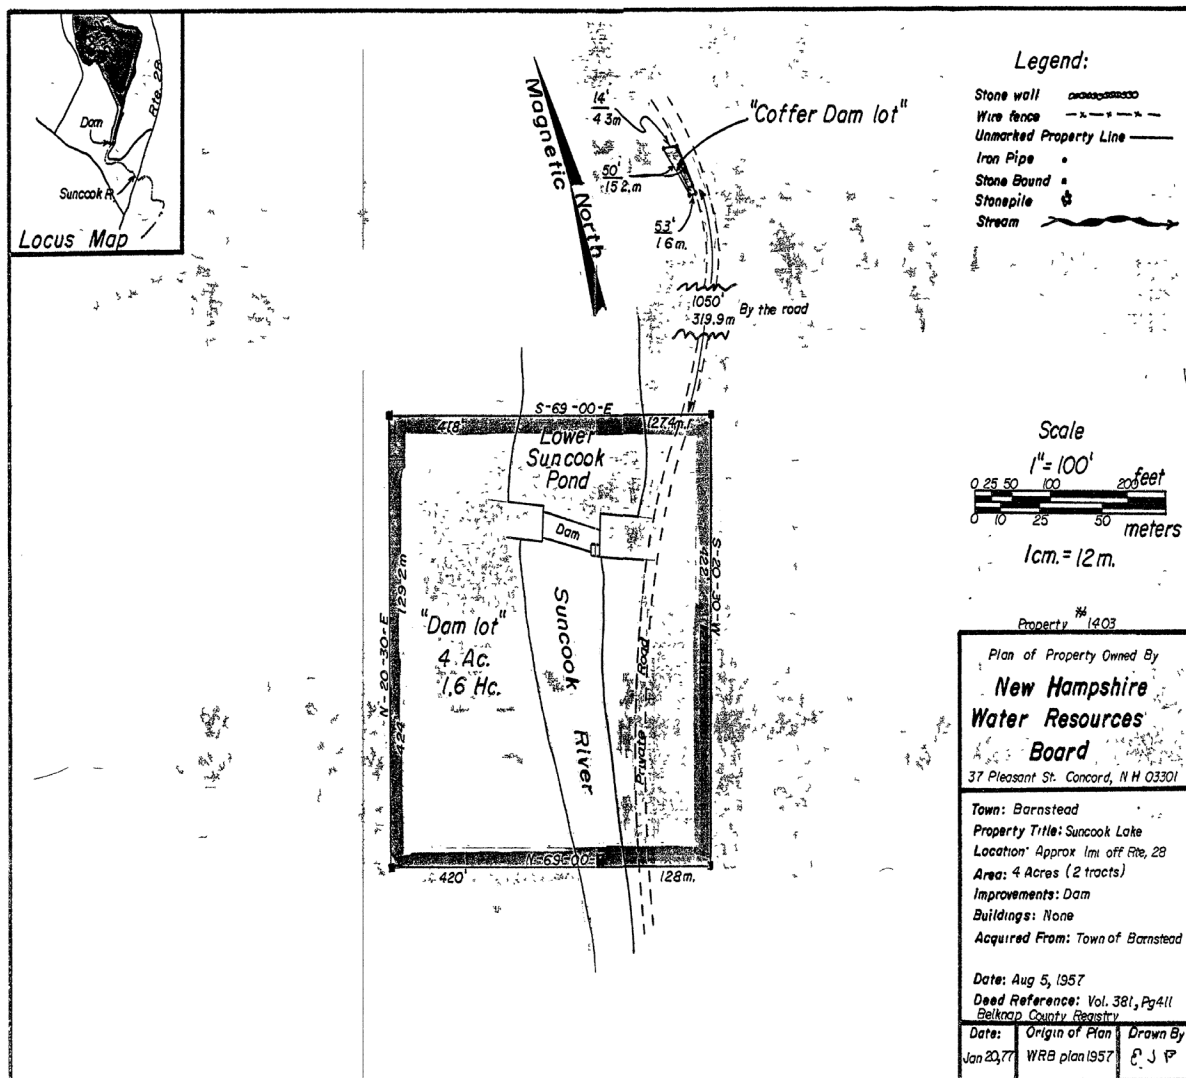 Rte. 28
Dam
Suncook R.
Locus Map
Magnetic North
14'
4.3m
"Coffer Dam lot"
50'
15.2,m
5.3'
1.6 m.
1050'
319.9m
By the road
Legend:
Stone wall
Wire fence
Unmarked Property Line
Iron Pipe
Stone Bound
Stonepile
Stream
S-69-00-E
418'
127.4m.
Lower
Suncook
Pond
Dam
N-20-30-E
129.2m
424'
S-20-30-W
422'
"Dam lot"
4 Ac.
1.6 Hc.
Suncook
River
Private Road
N-69-00-
420'
128m.
Scale
1"=100'
0 25 50 100 200 feet
0 10 25 50 meters
1cm.=12m.
Property # 1403
Plan of Property Owned By
New Hampshire
Water Resources
Board
37 Pleasant St. Concord, N H 03301
Town: Barnstead
Property Title: Suncook Lake
Location: Approx 1mi off Rte, 28
Area: 4 Acres (2 tracts)
Improvements: Dam
Buildings: None
Acquired From: Town of Barnstead
Date: Aug 5, 1957
Deed Reference: Vol. 381, Pg411
Belknap County Registry
Date: Origin of Plan Drawn By
Jan 20,77 WRB plan 1957 EJP